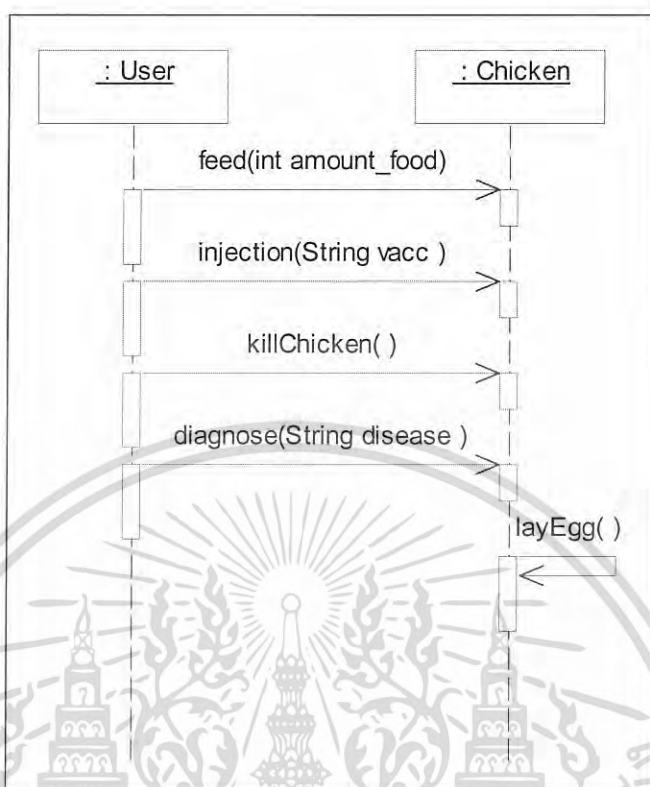 : User
: Chicken
feed(int amount_food)
injection(String vacc )
killChicken( )
diagnose(String disease )
layEgg( )